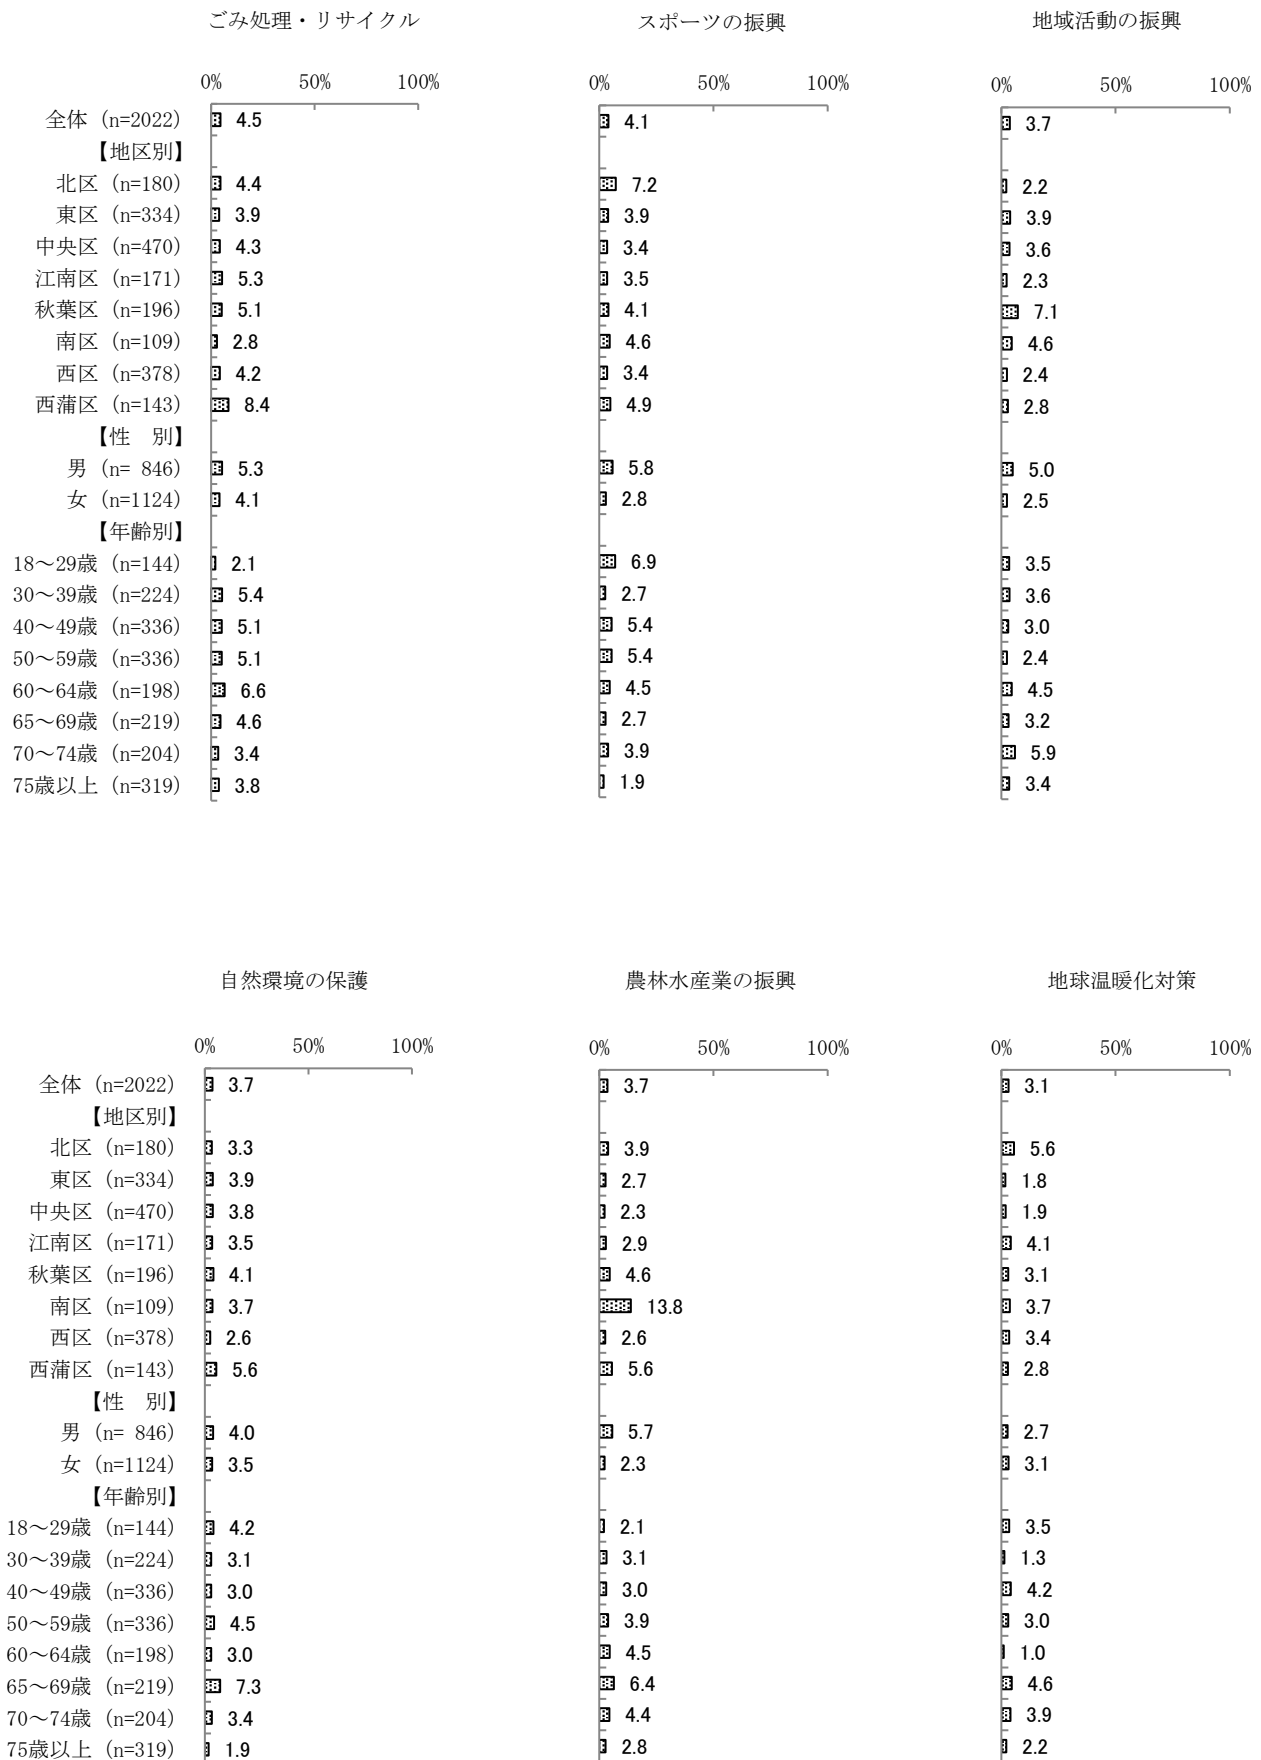 ごみ処理・リサイクル　スポーツの振興　地域活動の振興
0% 50% 100%　0% 50% 100%　0% 50% 100%
全体 (n=2022) 4.5　4.1　3.7
【地区別】
北区 (n=180) 4.4　7.2　2.2
東区 (n=334) 3.9　3.9　3.9
中央区 (n=470) 4.3　3.4　3.6
江南区 (n=171) 5.3　3.5　2.3
秋葉区 (n=196) 5.1　4.1　7.1
南区 (n=109) 2.8　4.6　4.6
西区 (n=378) 4.2　3.4　2.4
西蒲区 (n=143) 8.4　4.9　2.8
【性　別】
男 (n= 846) 5.3　5.8　5.0
女 (n=1124) 4.1　2.8　2.5
【年齢別】
18～29歳 (n=144) 2.1　6.9　3.5
30～39歳 (n=224) 5.4　2.7　3.6
40～49歳 (n=336) 5.1　5.4　3.0
50～59歳 (n=336) 5.1　5.4　2.4
60～64歳 (n=198) 6.6　4.5　4.5
65～69歳 (n=219) 4.6　2.7　3.2
70～74歳 (n=204) 3.4　3.9　5.9
75歳以上 (n=319) 3.8　1.9　3.4
自然環境の保護　農林水産業の振興　地球温暖化対策
0% 50% 100%　0% 50% 100%　0% 50% 100%
全体 (n=2022) 3.7　3.7　3.1
【地区別】
北区 (n=180) 3.3　3.9　5.6
東区 (n=334) 3.9　2.7　1.8
中央区 (n=470) 3.8　2.3　1.9
江南区 (n=171) 3.5　2.9　4.1
秋葉区 (n=196) 4.1　4.6　3.1
南区 (n=109) 3.7　13.8　3.7
西区 (n=378) 2.6　2.6　3.4
西蒲区 (n=143) 5.6　5.6　2.8
【性　別】
男 (n= 846) 4.0　5.7　2.7
女 (n=1124) 3.5　2.3　3.1
【年齢別】
18～29歳 (n=144) 4.2　2.1　3.5
30～39歳 (n=224) 3.1　3.1　1.3
40～49歳 (n=336) 3.0　3.0　4.2
50～59歳 (n=336) 4.5　3.9　3.0
60～64歳 (n=198) 3.0　4.5　1.0
65～69歳 (n=219) 7.3　6.4　4.6
70～74歳 (n=204) 3.4　4.4　3.9
75歳以上 (n=319) 1.9　2.8　2.2